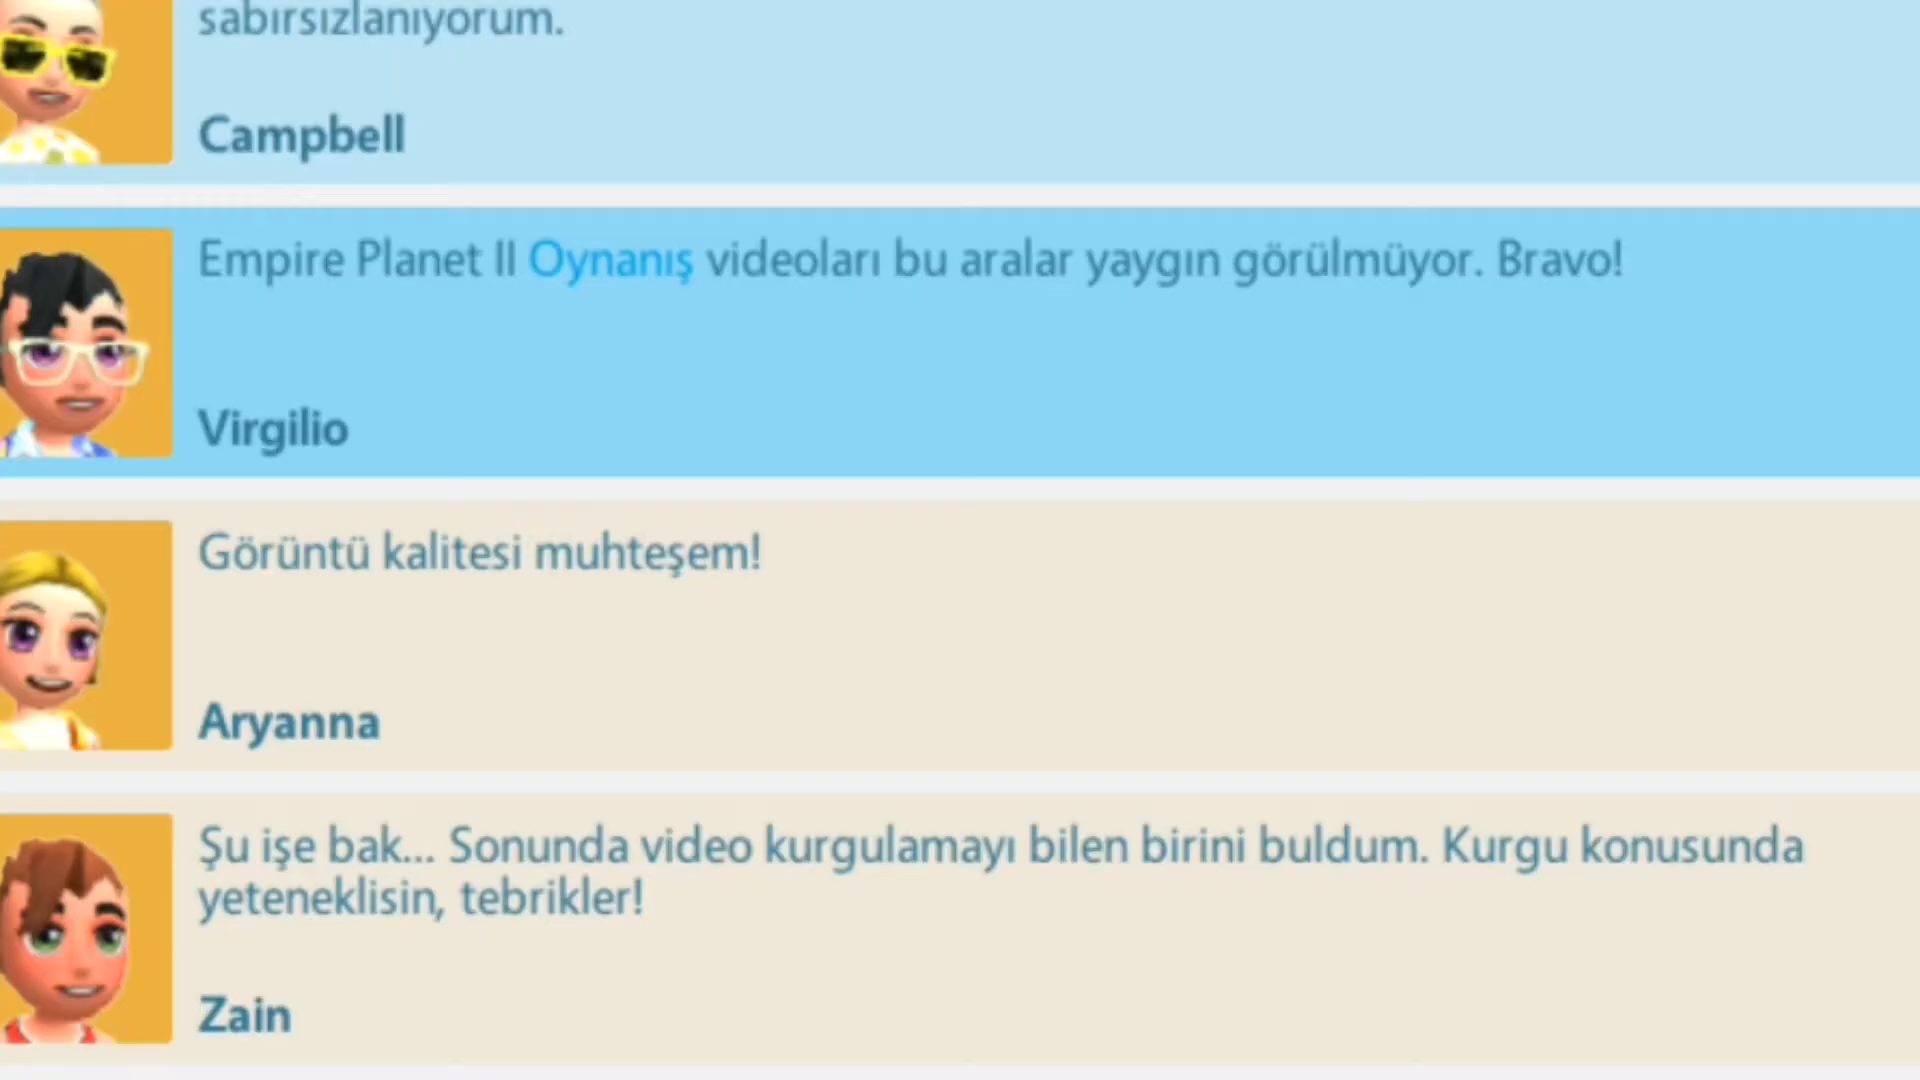 sabırsızlanıyorum.
Campbell
Empire Planet II Oynanış videoları bu aralar yaygın görülmüyor. Bravo!
Virgilio
Görüntü kalitesi muhteşem!
Aryanna
Şu işe bak... Sonunda video kurgulamayı bilen birini buldum. Kurgu konusunda
yeteneklisin, tebrikler!
Zain